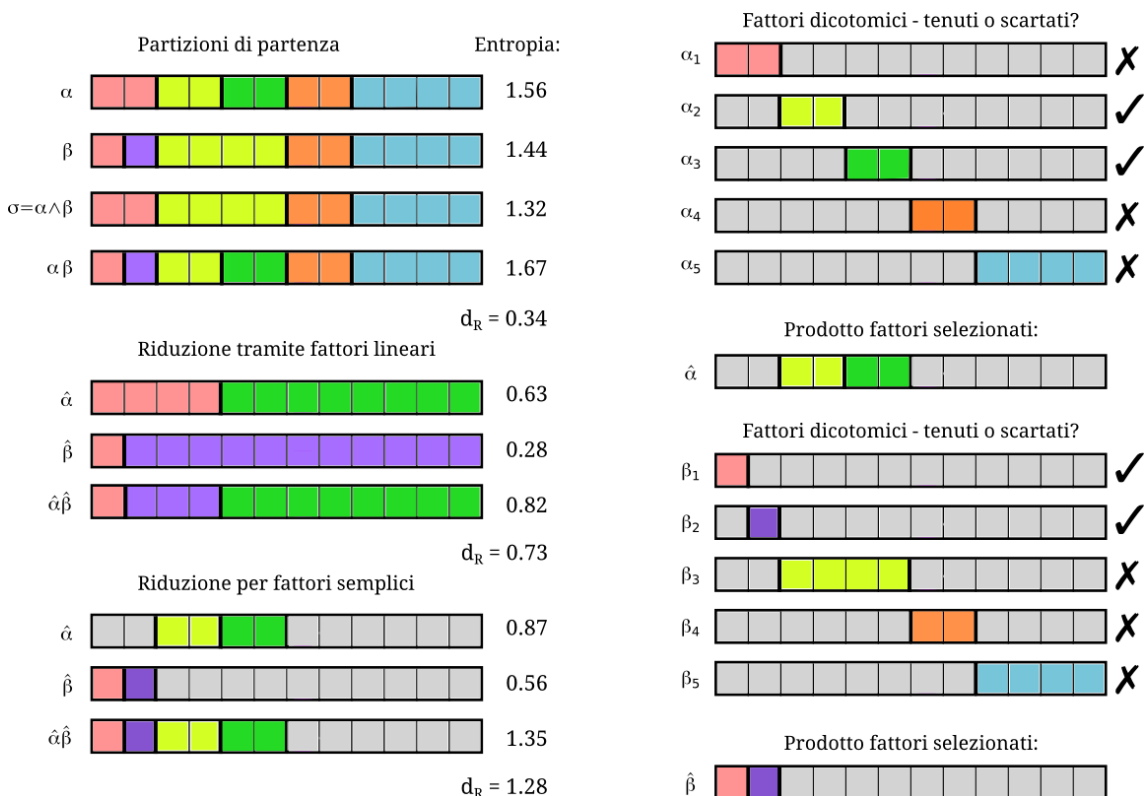 Partizioni di partenza
Entropia:
α
1.56
β
1.44
σ=α∧β
1.32
αβ
1.67
dR = 0.34
Riduzione tramite fattori lineari
α̂
0.63
β̂
0.28
α̂β̂
0.82
dR = 0.73
Riduzione per fattori semplici
α̂
0.87
β̂
0.56
α̂β̂
1.35
dR = 1.28
Fattori dicotomici - tenuti o scartati?
α1 ✗
α2 ✓
α3 ✓
α4 ✗
α5 ✗
Prodotto fattori selezionati:
α̂
Fattori dicotomici - tenuti o scartati?
β1 ✓
β2 ✓
β3 ✗
β4 ✗
β5 ✗
Prodotto fattori selezionati:
β̂